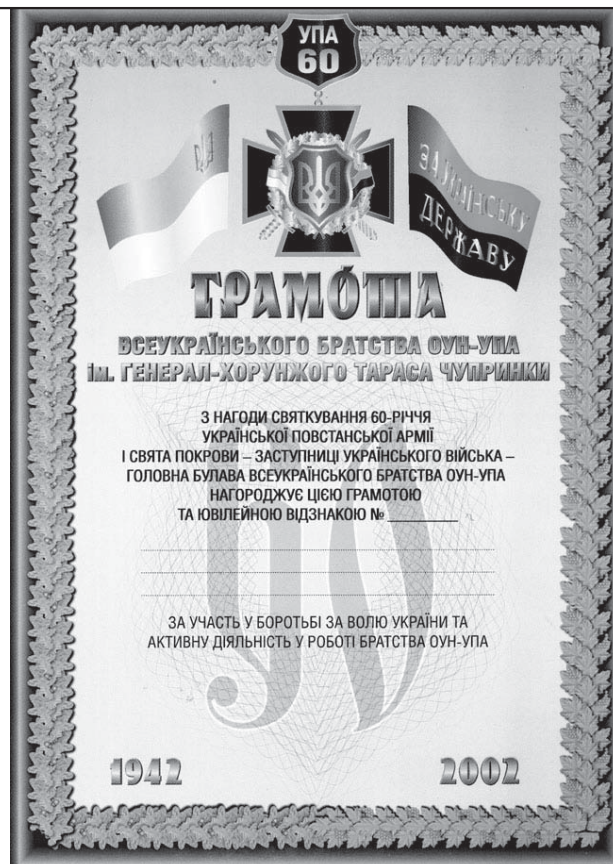 УПА
60
ЗА УКРАЇНСЬКУ
ДЕРЖАВУ
ГРАМОТА
ВСЕУКРАЇНСЬКОГО БРАТСТВА ОУН-УПА
ім. ГЕНЕРАЛ-ХОРУНЖОГО ТАРАСА ЧУПРИНКИ
З НАГОДИ СВЯТКУВАННЯ 60-РІЧЧЯ
УКРАЇНСЬКОЇ ПОВСТАНСЬКОЇ АРМІЇ
І СВЯТА ПОКРОВИ – ЗАСТУПНИЦІ УКРАЇНСЬКОГО ВІЙСЬКА –
ГОЛОВНА БУЛАВА ВСЕУКРАЇНСЬКОГО БРАТСТВА ОУН-УПА
НАГОРОДЖУЄ ЦІЄЮ ГРАМОТОЮ
ТА ЮВІЛЕЙНОЮ ВІДЗНАКОЮ № __________
ЗА УЧАСТЬ У БОРОТЬБІ ЗА ВОЛЮ УКРАЇНИ ТА
АКТИВНУ ДІЯЛЬНІСТЬ У РОБОТІ БРАТСТВА ОУН-УПА
1942 2002